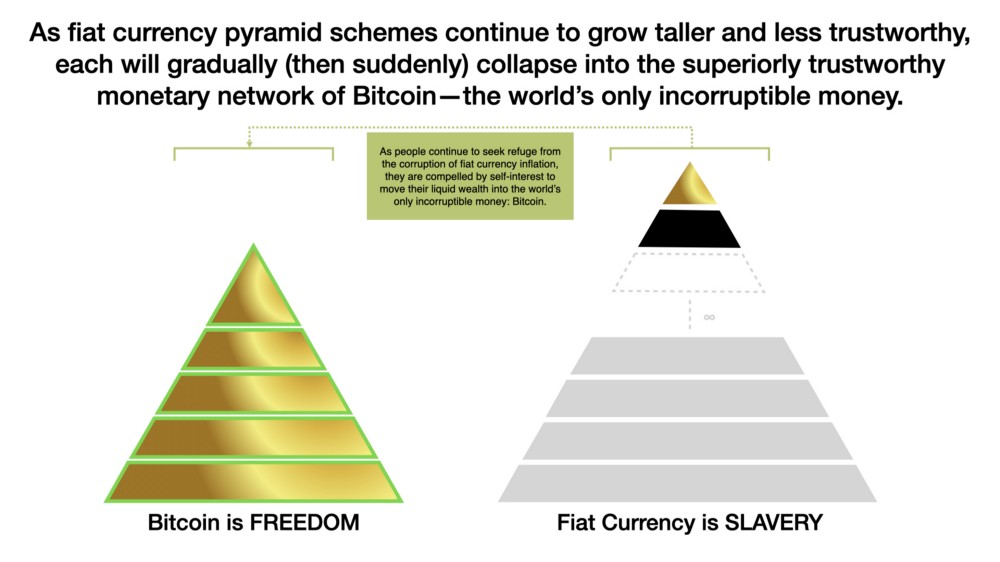 As fiat currency pyramid schemes continue to grow taller and less trustworthy,
each will gradually (then suddenly) collapse into the superiorly trustworthy
monetary network of Bitcoin—the world’s only incorruptible money.
As people continue to seek refuge from
the corruption of fiat currency inflation,
they are compelled by self-interest to
move their liquid wealth into the world’s
only incorruptible money: Bitcoin.
∞
Bitcoin is FREEDOM
Fiat Currency is SLAVERY